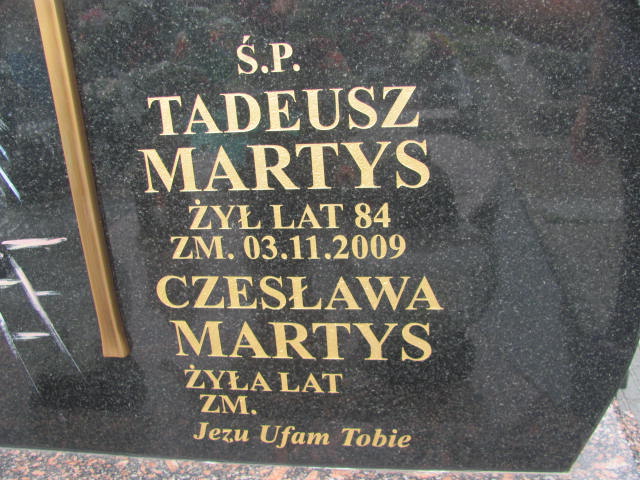 Ś.P.
TADEUSZ
MARTYS
ŻYŁ LAT 84
ZM. 03.11.2009
CZESŁAWA
MARTYS
ŻYŁA LAT
ZM.
Jezu Ufam Tobie